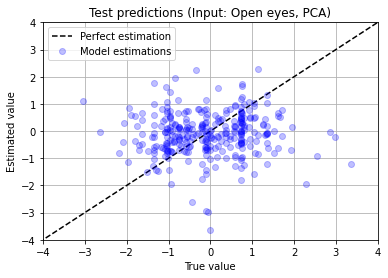 Test predictions (Input: Open eyes, PCA)
Perfect estimation
Model estimations
Estimated value
4
3
2
1
0
−1
−2
−3
−4
−4 −3 −2 −1 0 1 2 3 4
True value